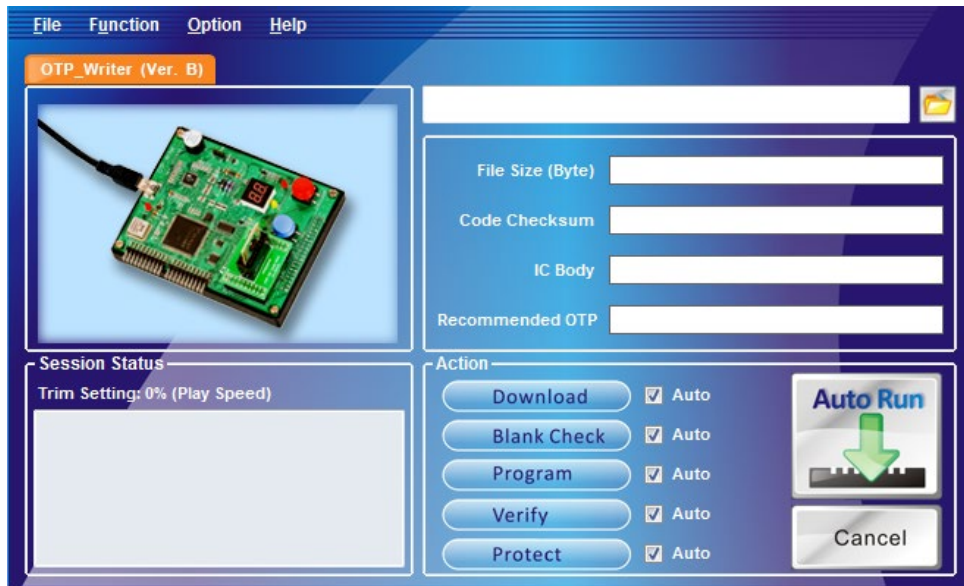 File Function Option Help
OTP_Writer (Ver. B)
File Size (Byte)
Code Checksum
IC Body
Recommended OTP
Session Status
Trim Setting: 0% (Play Speed)
Action
Download Auto
Blank Check Auto
Program Auto
Verify Auto
Protect Auto
Auto Run
Cancel